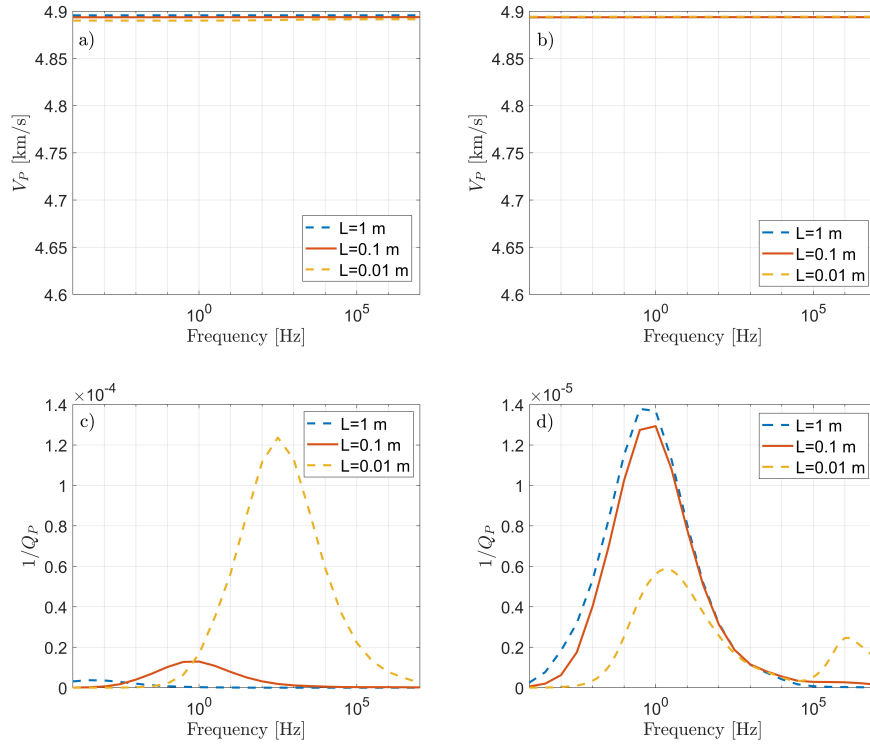 4.9
4.85
4.8
4.75
4.7
4.65
4.6
V_P [km/s]
a)
L=1 m
L=0.1 m
L=0.01 m
10^0
10^5
Frequency [Hz]
4.9
4.85
4.8
4.75
4.7
4.65
4.6
V_P [km/s]
b)
L=1 m
L=0.1 m
L=0.01 m
10^0
10^5
Frequency [Hz]
×10^-4
1.4
1.2
1
0.8
0.6
0.4
0.2
0
1/Q_P
c)
L=1 m
L=0.1 m
L=0.01 m
10^0
10^5
Frequency [Hz]
×10^-5
1.4
1.2
1
0.8
0.6
0.4
0.2
0
1/Q_P
d)
L=1 m
L=0.1 m
L=0.01 m
10^0
10^5
Frequency [Hz]